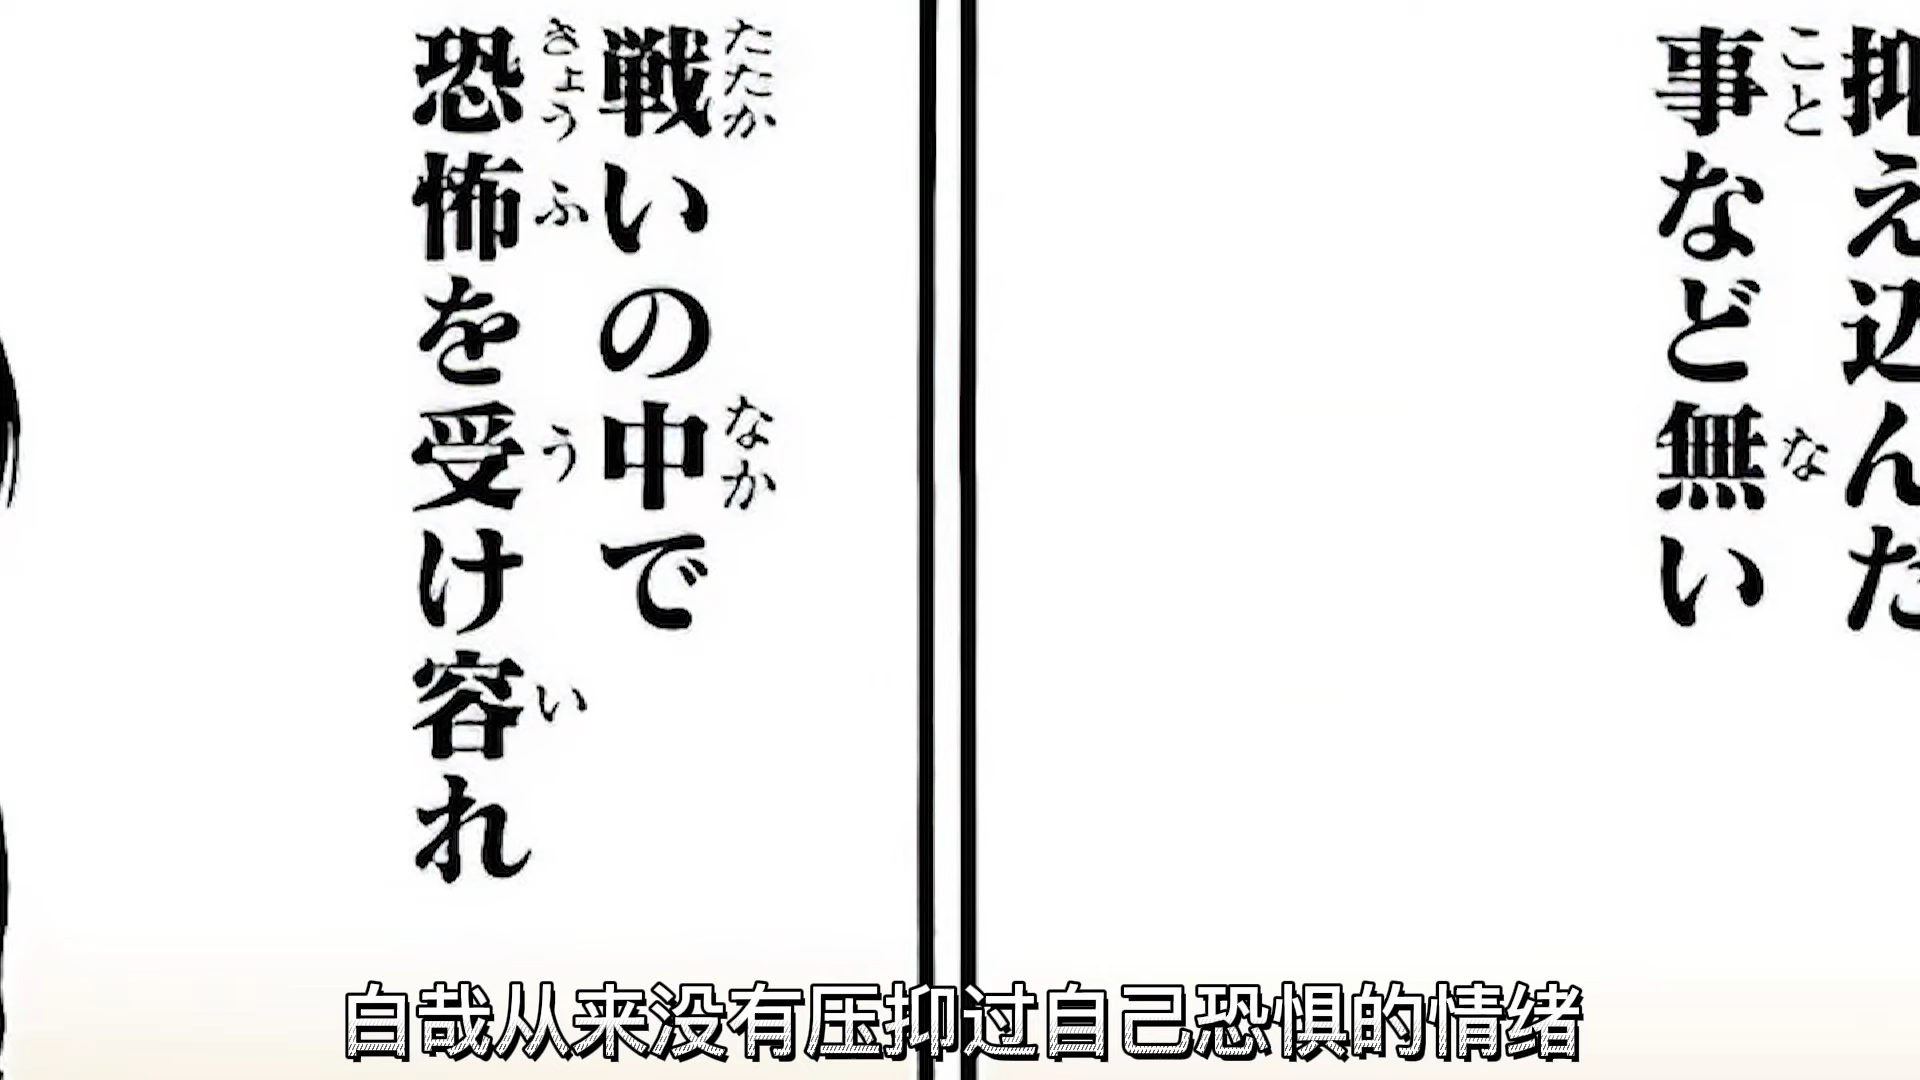 抑え込んだ
事など無い
戦いの中で
恐怖を受け容れ
白哉从来没有压抑过自己恐惧的情绪